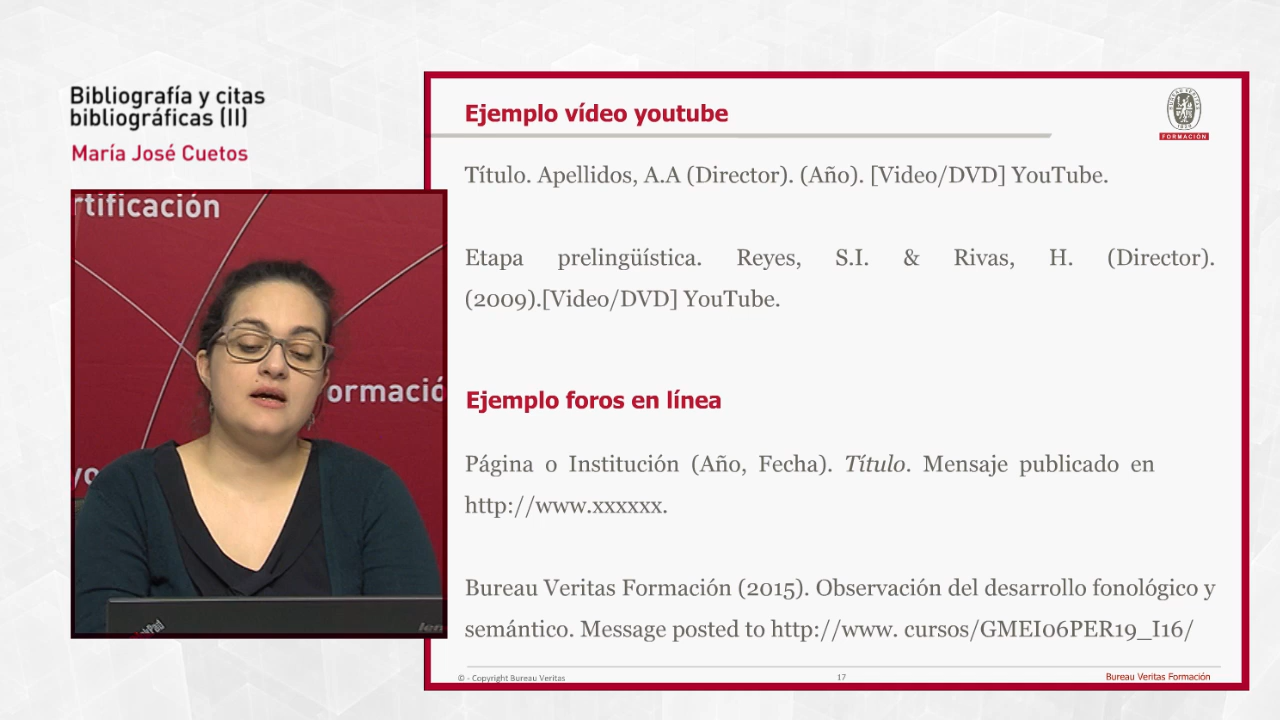 Bibliografía y citas
bibliográficas (II)
María José Cuetos
rtificación
ormació
Ejemplo vídeo youtube
BUREAU VERITAS
1828
FORMACIÓN
Título. Apellidos, A.A (Director). (Año). [Video/DVD] YouTube.
Etapa prelingüística. Reyes, S.I. & Rivas, H. (Director).
(2009).[Video/DVD] YouTube.
Ejemplo foros en línea
Página o Institución (Año, Fecha). Título. Mensaje publicado en
http://www.xxxxxx.
Bureau Veritas Formación (2015). Observación del desarrollo fonológico y
semántico. Message posted to http://www. cursos/GMEI06PER19_I16/
© - Copyright Bureau Veritas
17
Bureau Veritas Formación